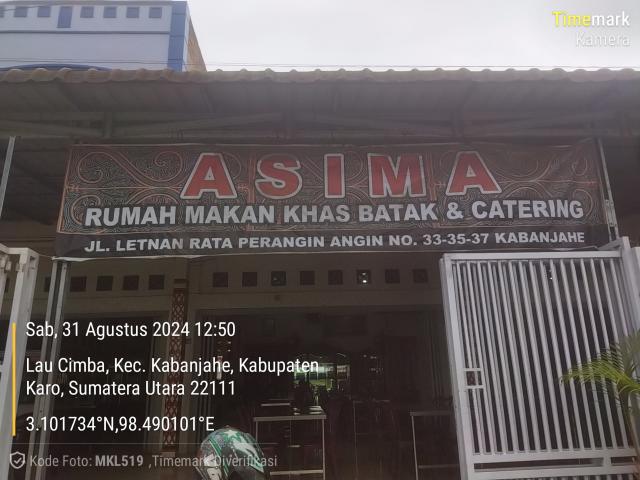 Timemark
Kamera
ASIMA
RUMAH MAKAN KHAS BATAK & CATERING
JL. LETNAN RATA PERANGIN ANGIN NO. 33-35-37 KABANJAHE
Sab, 31 Agustus 2024 12:50
Lau Cimba, Kec. Kabanjahe, Kabupaten
Karo, Sumatera Utara 22111
3.101734°N,98.490101°E
Kode Foto: MKL519 ,Timemark Diverifikasi